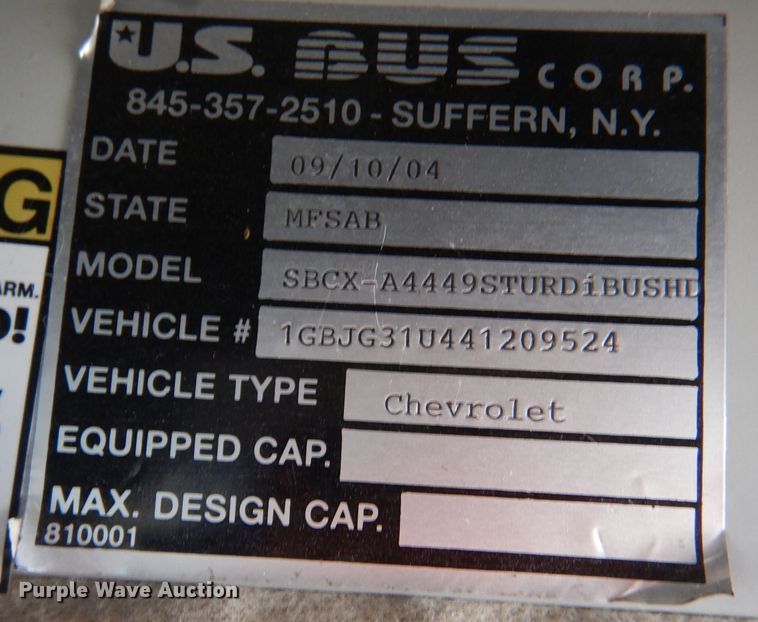 U.S. BUS CORP.
845-357-2510 - SUFFERN, N.Y.
DATE 09/10/04
STATE MFSAB
MODEL SBCX-A4449STURDiBUSHD
VEHICLE # 1GBJG31U441209524
VEHICLE TYPE Chevrolet
EQUIPPED CAP.
MAX. DESIGN CAP.
810001
G
ARM.
!
Purple Wave Auction